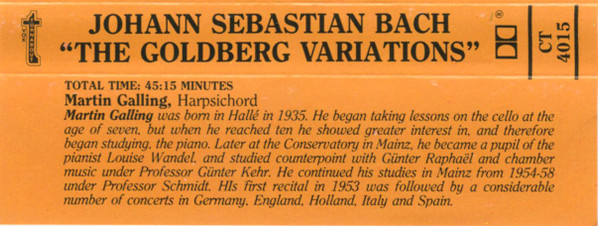 JOHANN SEBASTIAN BACH
"THE GOLDBERG VARIATIONS"
CT
4015
TOTAL TIME: 45:15 MINUTES
Martin Galling, Harpsichord
Martin Galling was born in Hallé in 1935. He began taking lessons on the cello at the
age of seven, but when he reached ten he showed greater interest in, and therefore
began studying, the piano. Later at the Conservatory in Mainz, he became a pupil of the
pianist Louise Wandel, and studied counterpoint with Günter Raphaël and chamber
music under Professor Günter Kehr. He continued his studies in Mainz from 1954-58
under Professor Schmidt. HIs first recital in 1953 was followed by a considerable
number of concerts in Germany, England, Holland, Italy and Spain.